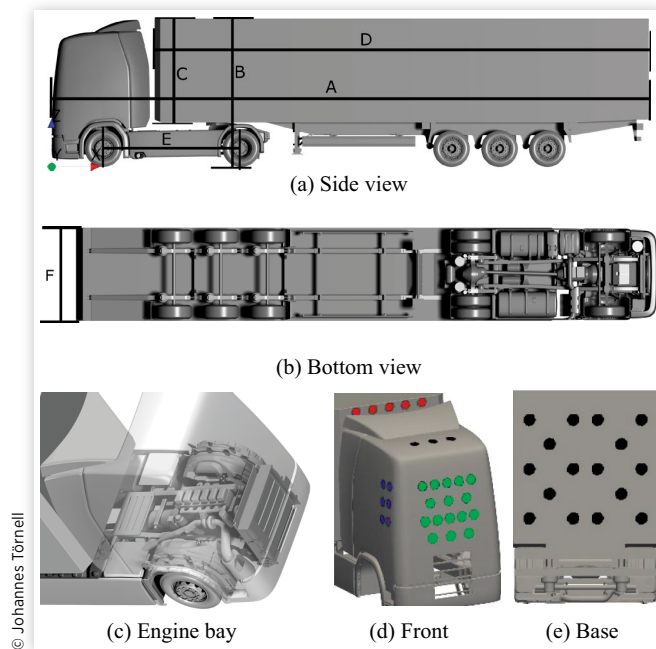 D
C
B
A
Z
E
Y
X
(a) Side view
F
(b) Bottom view
(c) Engine bay
(d) Front
(e) Base
© Johannes Törnell